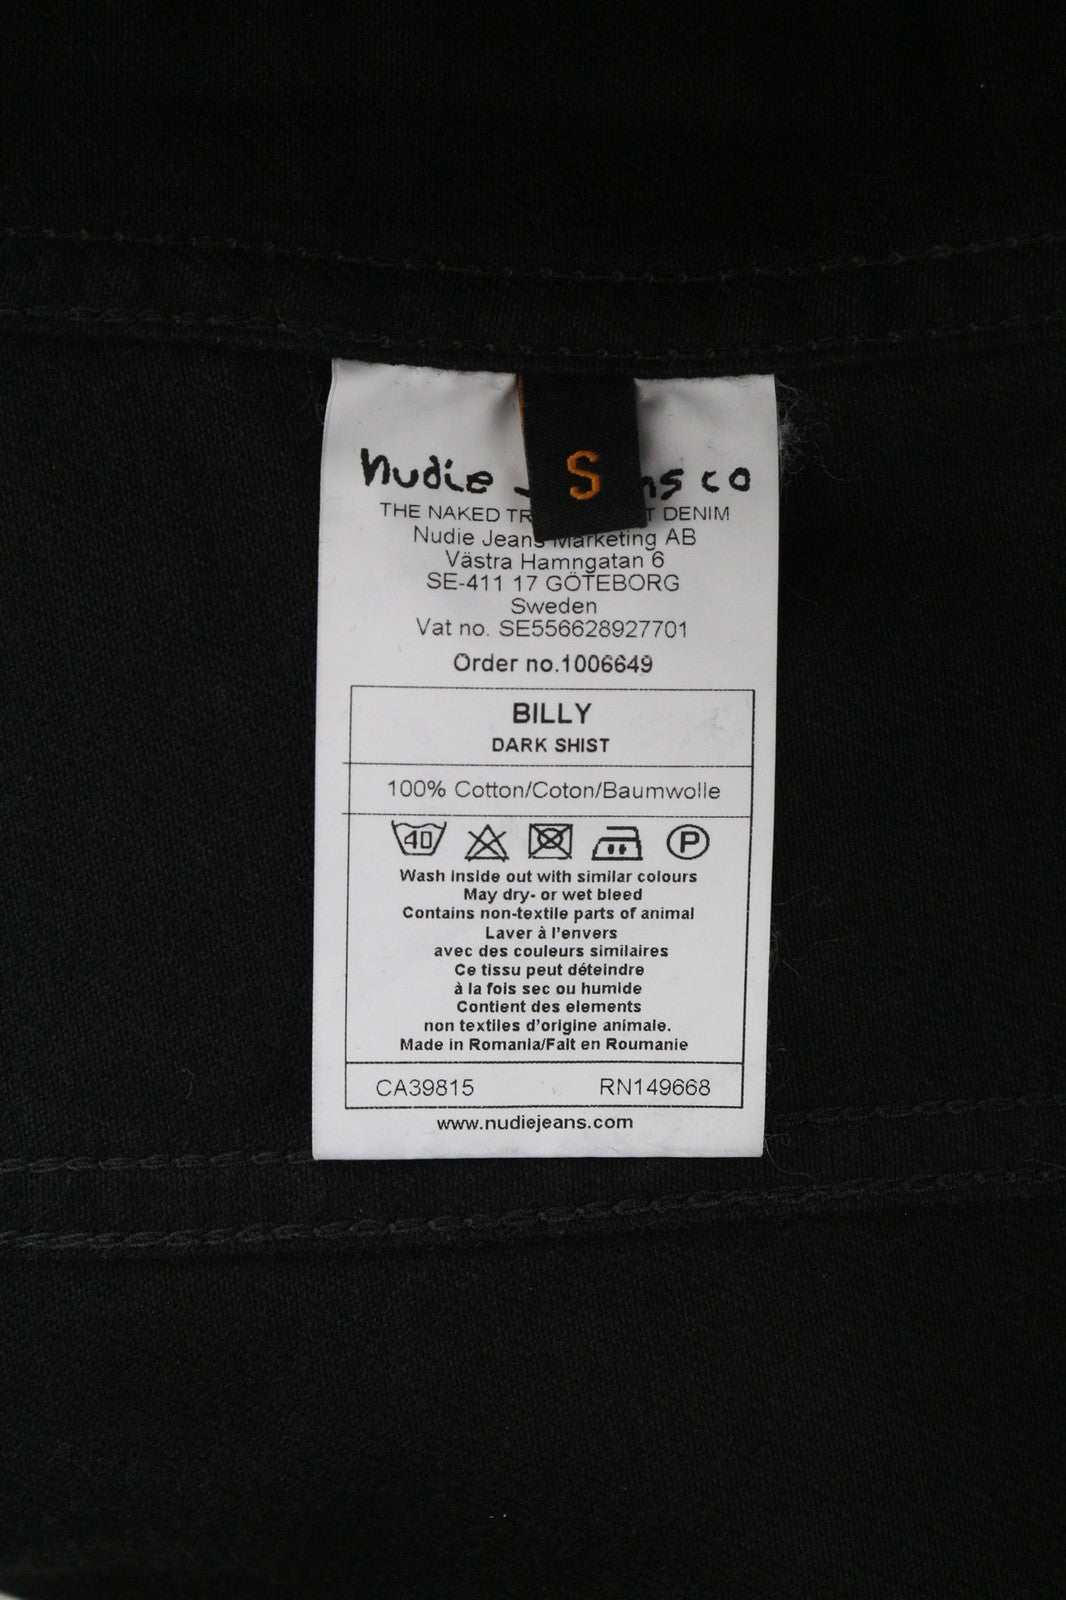 S
nudie ns co
THE NAKED T DENIM
Nudie Jeans Marketing AB
Västra Hamngatan 6
SE-411 17 GÖTEBORG
Sweden
Vat no. SE556628927701
Order no.1006649
BILLY
DARK SHIST
100% Cotton/Coton/Baumwolle
40 P
Wash inside out with similar colours
May dry- or wet bleed
Contains non-textile parts of animal
Laver à l'envers
avec des couleurs similaires
Ce tissu peut déteindre
à la fois sec ou humide
Contient des elements
non textiles d'origine animale.
Made in Romania/Fait en Roumanie
CA39815 RN149668
www.nudiejeans.com